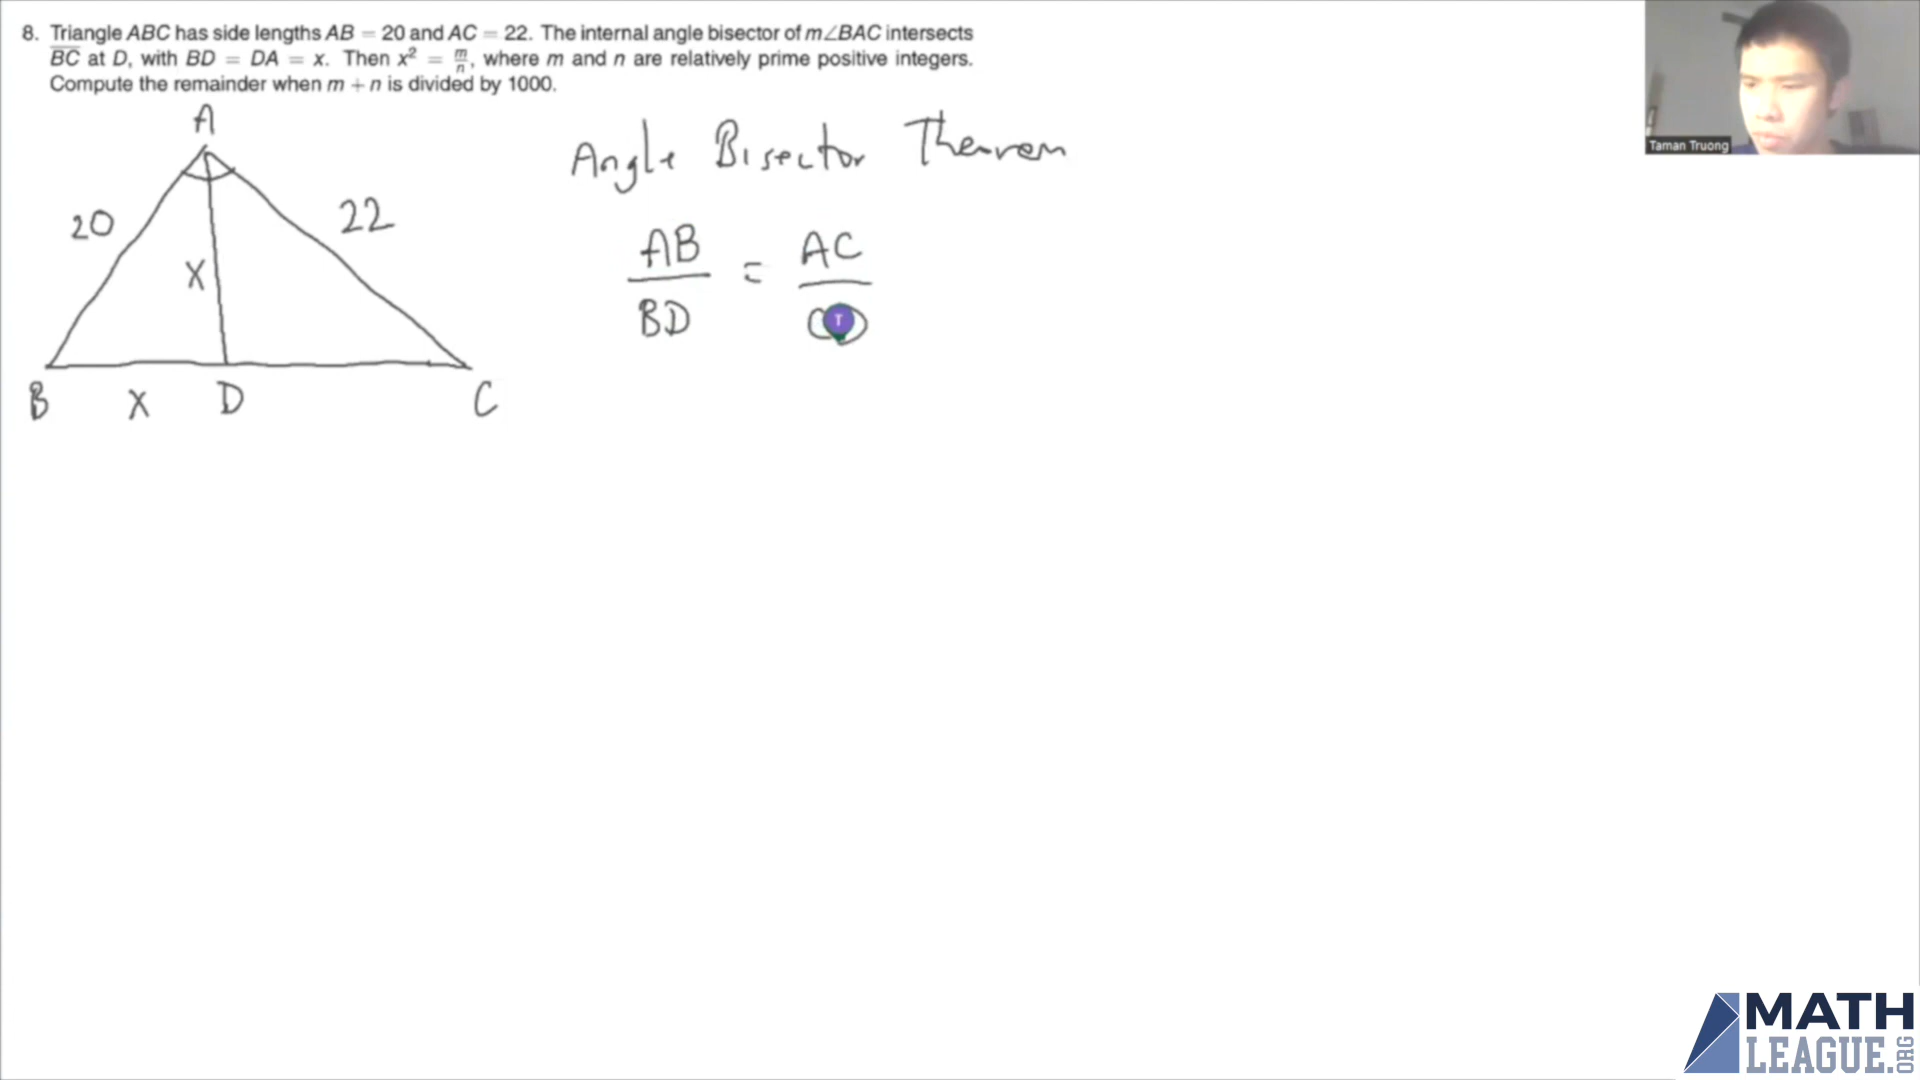 8. Triangle ABC has side lengths AB = 20 and AC = 22. The internal angle bisector of m∠BAC intersects
BC at D, with BD = DA = x. Then x² = m/n, where m and n are relatively prime positive integers.
Compute the remainder when m + n is divided by 1000.
Taman Truong
A
Angle Bisector Theorem
20
22
X
AB/BD = AC/CD
T
B X D C
MATH
LEAGUE.ORG